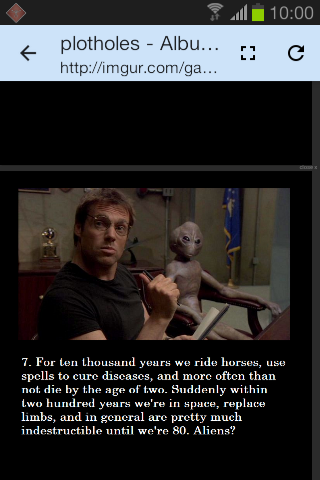 10:00
plotholes - Albu...
http://imgur.com/ga...
7. For ten thousand years we ride horses, use
spells to cure diseases, and more often than
not die by the age of two. Suddenly within
two hundred years we're in space, replace
limbs, and in general are pretty much
indestructible until we're 80. Aliens?